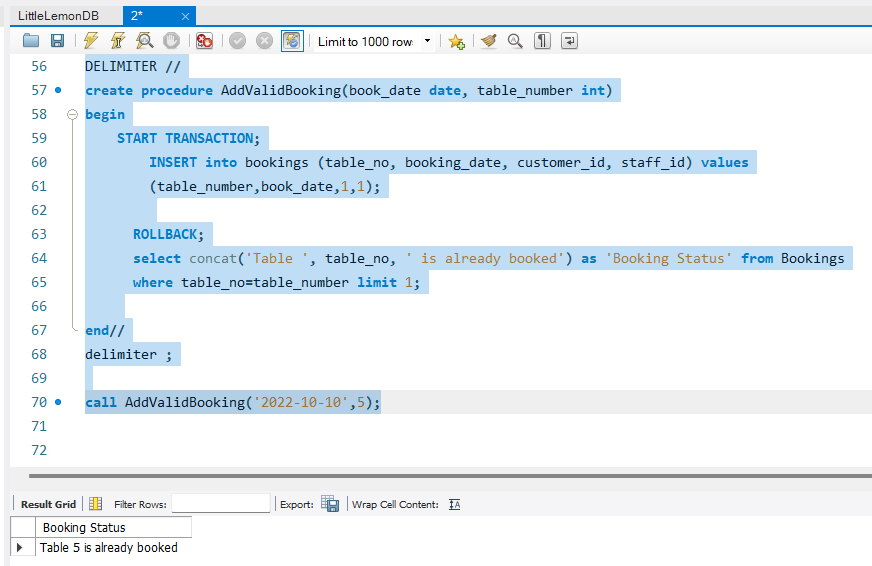 LittleLemonDB 2*
Limit to 1000 row:
56 DELIMITER //
57 create procedure AddValidBooking(book_date date, table_number int)
58 begin
59 START TRANSACTION;
60 INSERT into bookings (table_no, booking_date, customer_id, staff_id) values
61 (table_number,book_date,1,1);
62
63 ROLLBACK;
64 select concat('Table ', table_no, ' is already booked') as 'Booking Status' from Bookings
65 where table_no=table_number limit 1;
66
67 end//
68 delimiter ;
69
70 call AddValidBooking('2022-10-10',5);
71
72
Result Grid Filter Rows: Export: Wrap Cell Content:
Booking Status
Table 5 is already booked